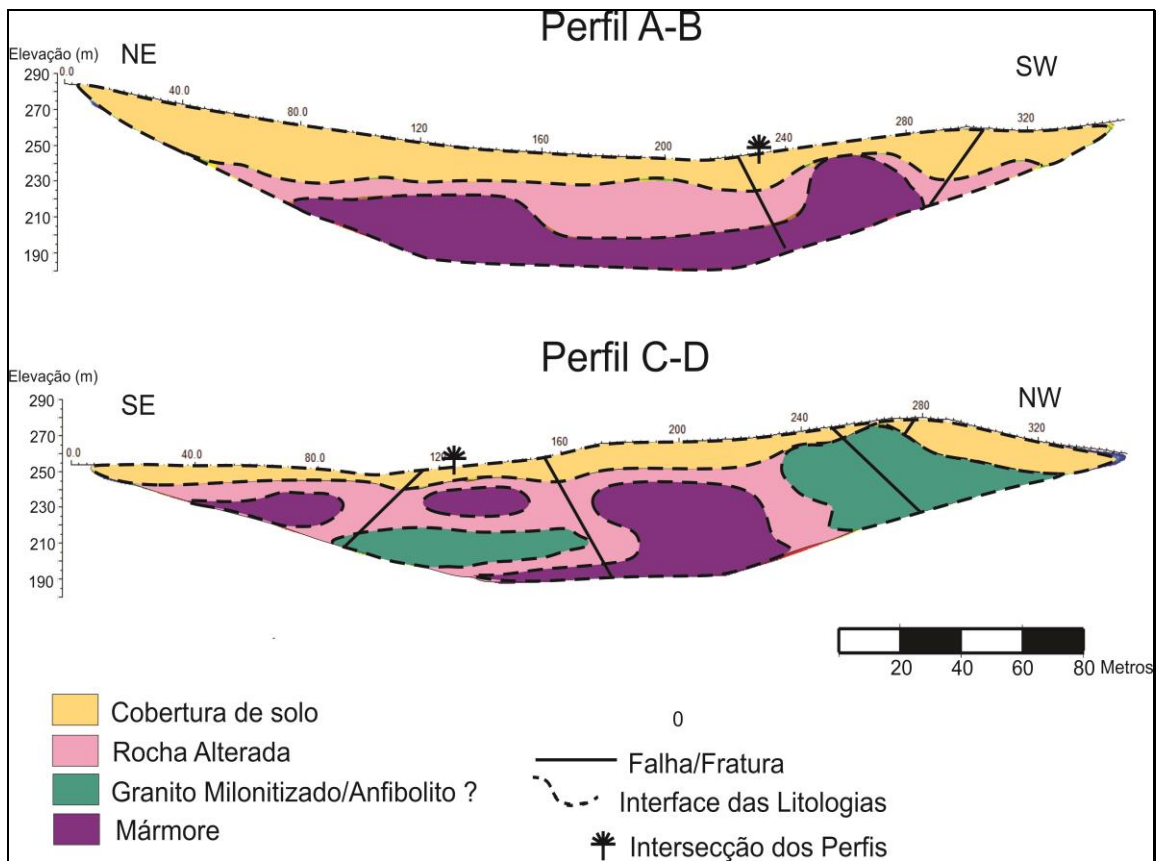 Perfil A-B
Elevação (m)
NE
SW
290
270
250
230
210
190
0.0
40.0
80.0
120
160
200
240
280
320
Perfil C-D
Elevação (m)
SE
NW
290
270
250
230
210
190
0.0
40.0
80.0
160
200
240
280
320
20 40 60 80 Metros
Cobertura de solo
Rocha Alterada
Granito Milonitizado/Anfibolito ?
Mármore
0
Falha/Fratura
Interface das Litologias
Intersecção dos Perfis